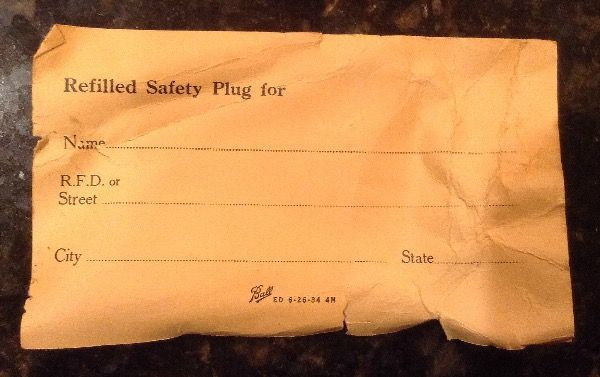 Refilled Safety Plug for
Name
R.F.D. or
Street
City State
Ball ED 6-26-34 4M